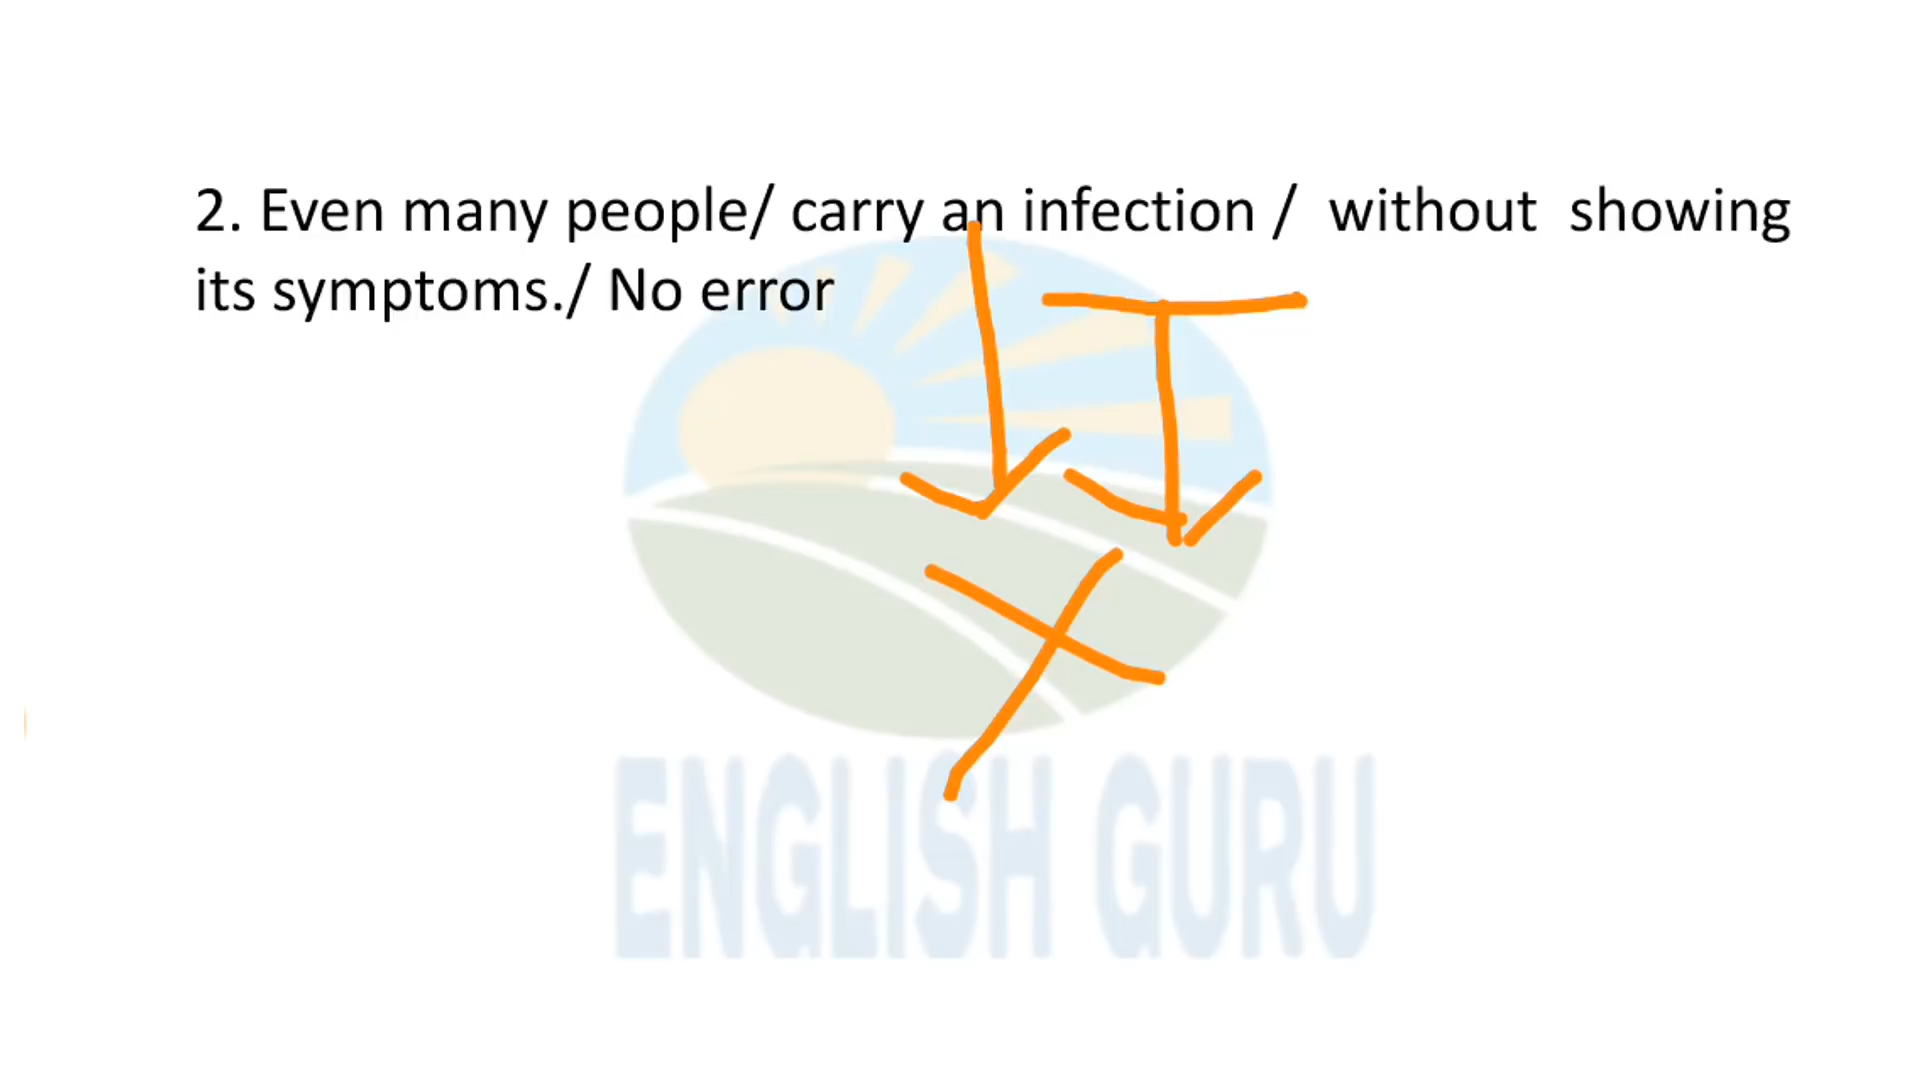 2. Even many people/ carry an infection / without showing
its symptoms./ No error
ENGLISH GURU